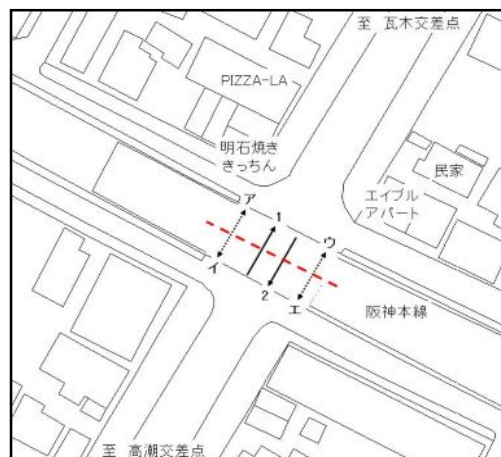 至 瓦木交差点
PIZZA-LA
明石焼き
きっちん
民家
エイブル
アパート
ア
1
ウ
イ
2
エ
阪神本線
至 高潮交差点